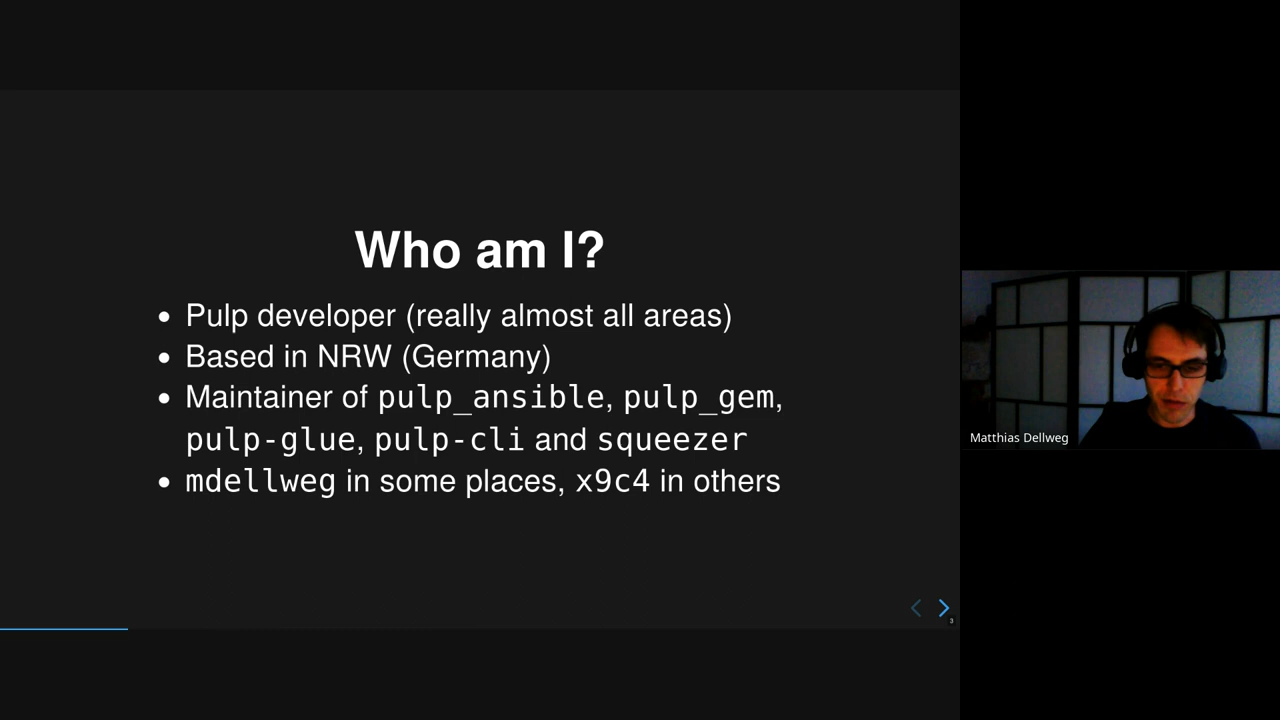 Who am I?
• Pulp developer (really almost all areas)
• Based in NRW (Germany)
• Maintainer of pulp_ansible, pulp_gem,
pulp-glue, pulp-cli and squeezer
• mdellweg in some places, x9c4 in others
3
Matthias Dellweg